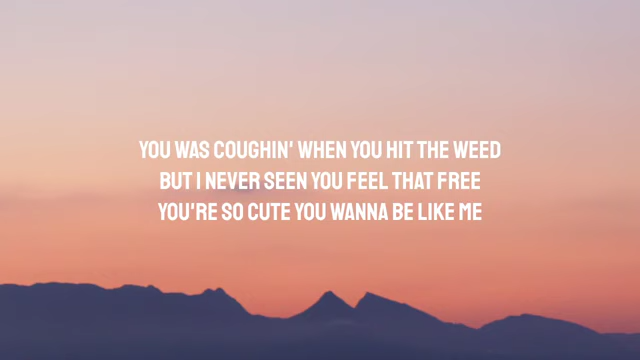 YOU WAS COUGHIN' WHEN YOU HIT THE WEED
BUT I NEVER SEEN YOU FEEL THAT FREE
YOU'RE SO CUTE YOU WANNA BE LIKE ME